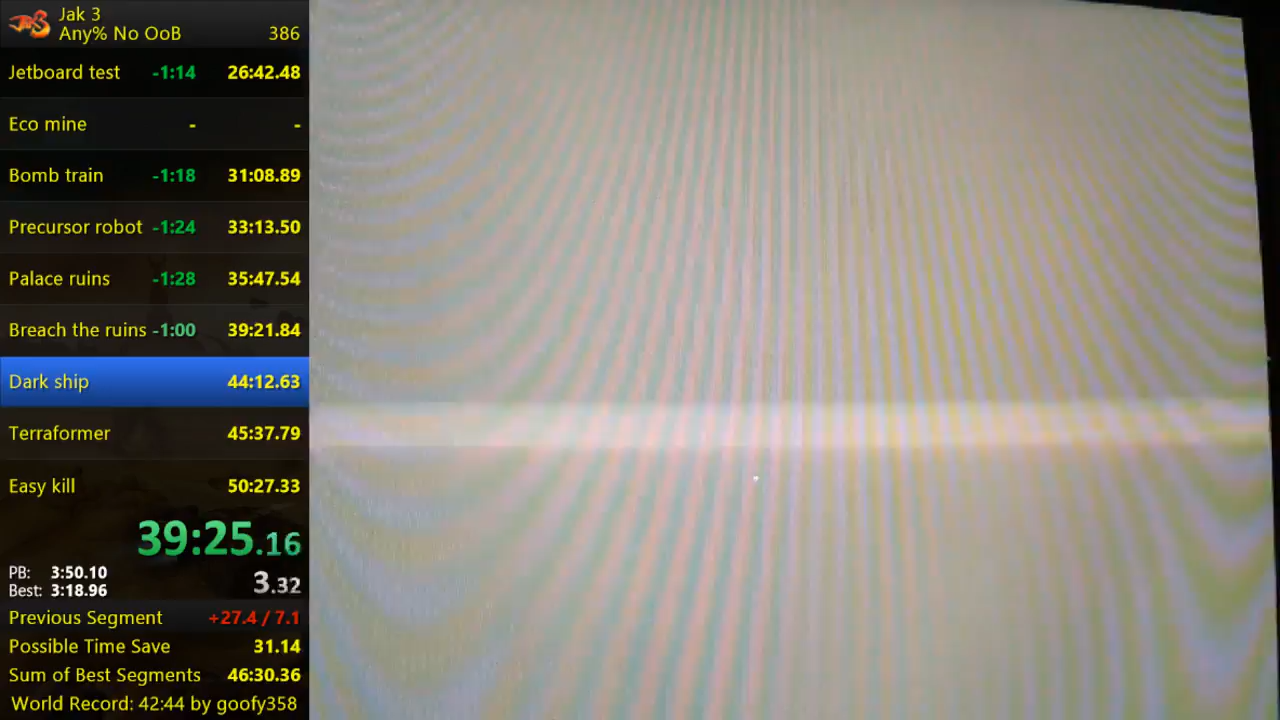 Jak 3
Any% No OoB 386
Jetboard test -1:14 26:42.48
Eco mine - -
Bomb train -1:18 31:08.89
Precursor robot -1:24 33:13.50
Palace ruins -1:28 35:47.54
Breach the ruins -1:00 39:21.84
Dark ship 44:12.63
Terraformer 45:37.79
Easy kill 50:27.33
39:25.16
PB: 3:50.10
Best: 3:18.96 3.32
Previous Segment +27.4 / 7.1
Possible Time Save 31.14
Sum of Best Segments 46:30.36
World Record: 42:44 by goofy358